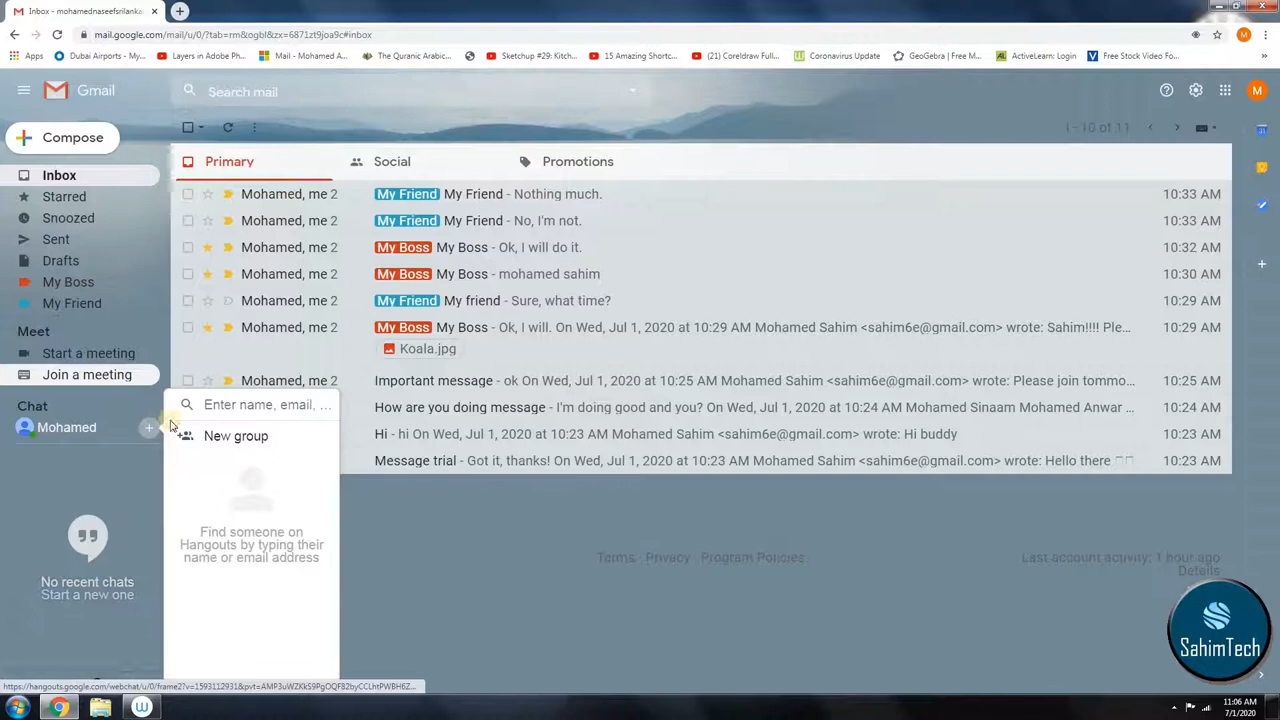 Inbox - mohamednaseefsrilanka
mail.google.com/mail/u/0/?tab=rm&ogbl&zx=6871zt9joa9c#inbox
Apps Dubai Airports - My... Layers in Adobe Ph... Mail - Mohamed A... The Quranic Arabic... Sketchup #29: Kitch... 15 Amazing Shortc... (21) Coreldraw Full... Coronavirus Update GeoGebra | Free M... ActiveLearn: Login Free Stock Video Fo...
Gmail Search mail M
Compose
1–10 of 11
Primary Social Promotions
Inbox
Starred
Snoozed
Sent
Drafts
My Boss
My Friend
Meet
Start a meeting
Join a meeting
Chat
Mohamed
No recent chats
Start a new one
Mohamed, me 2 My Friend My Friend - Nothing much. 10:33 AM
Mohamed, me 2 My Friend My Friend - No, I'm not. 10:33 AM
Mohamed, me 2 My Boss My Boss - Ok, I will do it. 10:32 AM
Mohamed, me 2 My Boss My Boss - mohamed sahim 10:30 AM
Mohamed, me 2 My Friend My friend - Sure, what time? 10:29 AM
Mohamed, me 2 My Boss My Boss - Ok, I will. On Wed, Jul 1, 2020 at 10:29 AM Mohamed Sahim <sahim6e@gmail.com> wrote: Sahim!!!! Ple... 10:29 AM
Koala.jpg
Mohamed, me 2 Important message - ok On Wed, Jul 1, 2020 at 10:25 AM Mohamed Sahim <sahim6e@gmail.com> wrote: Please join tommo... 10:25 AM
How are you doing message - I'm doing good and you? On Wed, Jul 1, 2020 at 10:24 AM Mohamed Sinaam Mohamed Anwar ... 10:24 AM
Hi - hi On Wed, Jul 1, 2020 at 10:24 AM Mohamed Sahim <sahim6e@gmail.com> wrote: Hi buddy 10:23 AM
Message trial - Got it, thanks! On Wed, Jul 1, 2020 at 10:23 AM Mohamed Sahim <sahim6e@gmail.com> wrote: Hello there 10:23 AM
Enter name, email, ...
New group
Find someone on
Hangouts by typing their
name or email address
Terms · Privacy · Program Policies
Last account activity: 1 hour ago
Details
SahimTech
11:06 AM
7/1/2020